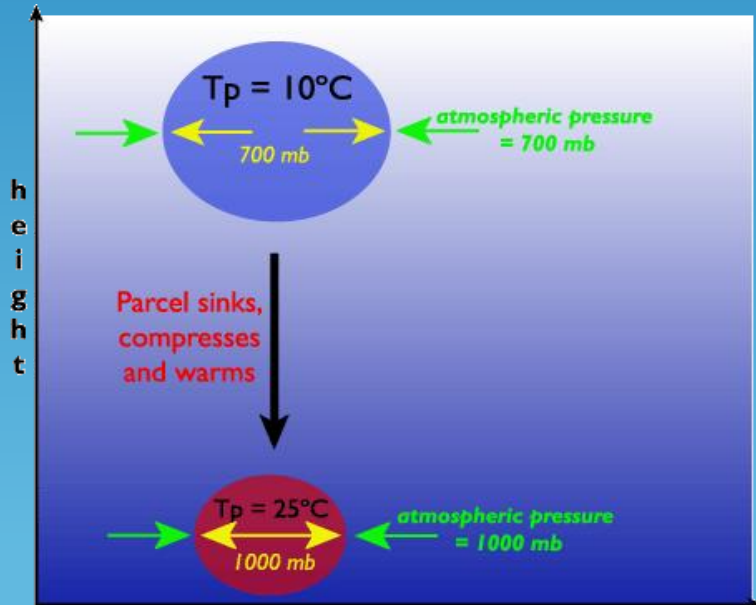 height
Tp = 10°C
700 mb
atmospheric pressure
= 700 mb
Parcel sinks,
compresses
and warms
Tp = 25°C
1000 mb
atmospheric pressure
= 1000 mb